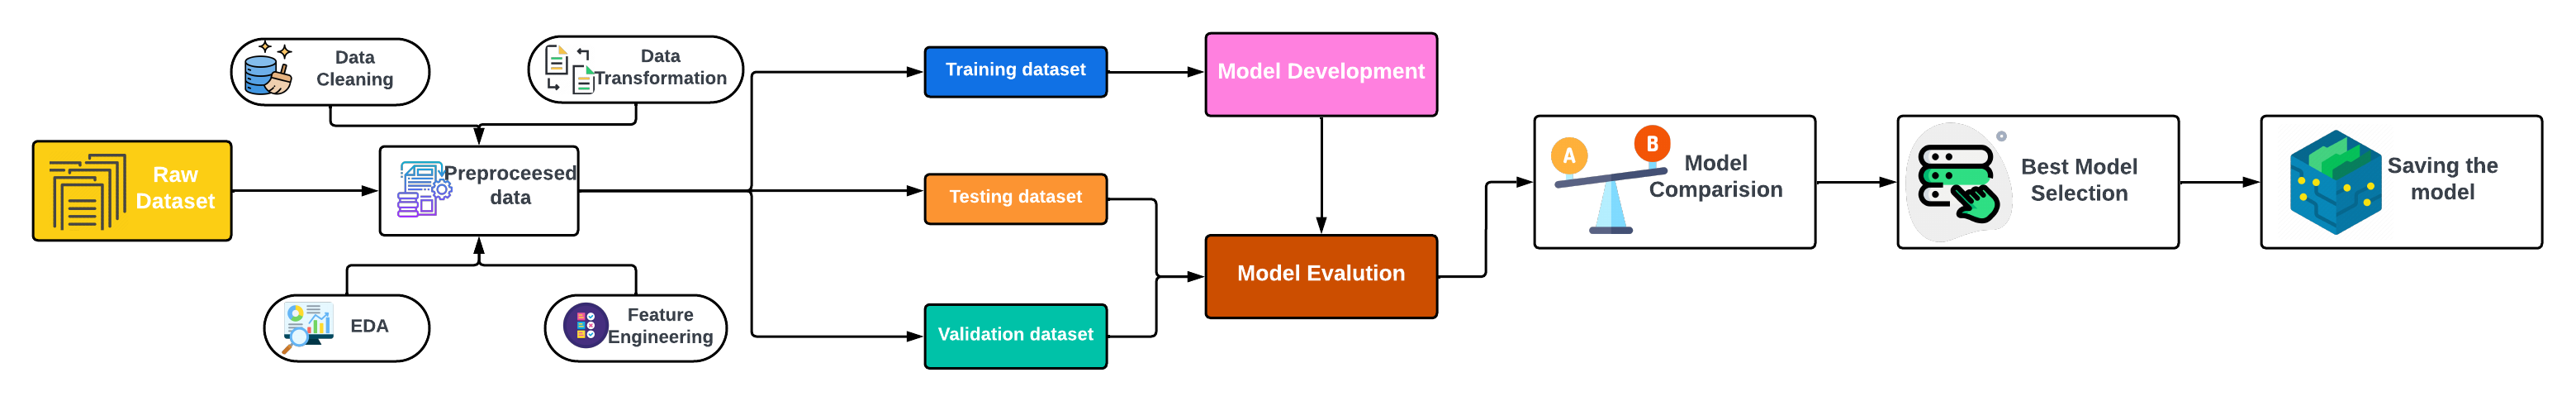 Raw
Dataset
Data
Cleaning
Data
Transformation
Preproceesed
data
EDA
Feature
Engineering
Training dataset
Testing dataset
Validation dataset
Model Development
Model Evalution
A
B
Model
Comparision
Best Model
Selection
Saving the
model